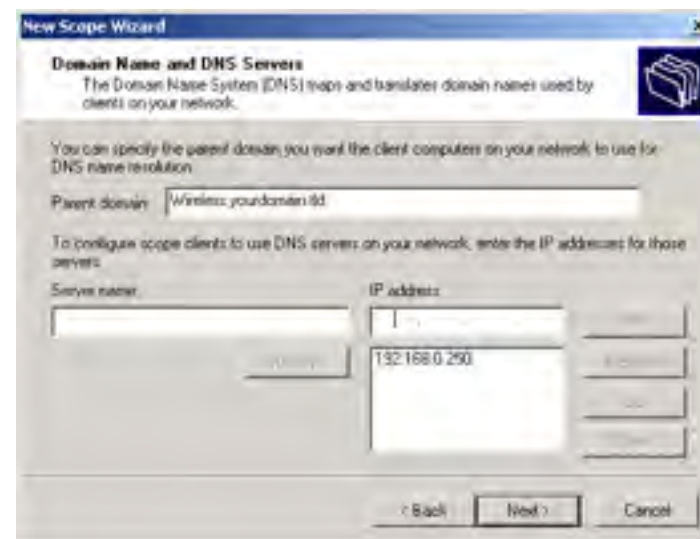 New Scope Wizard
Domain Name and DNS Servers
The Domain Name System (DNS) maps and translates domain names used by
clients on your network.
You can specify the parent domain you want the client computers on your network to use for
DNS name resolution.
Parent domain:
Wireless.yourdomain.tld
To configure scope clients to use DNS servers on your network, enter the IP addresses for those
servers.
Server name:
IP address:
192.168.0.250
< Back
Next >
Cancel